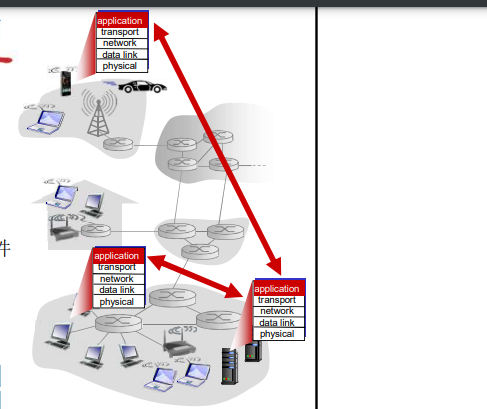 application
transport
network
data link
physical
件
application
transport
network
data link
physical
application
transport
network
data link
physical